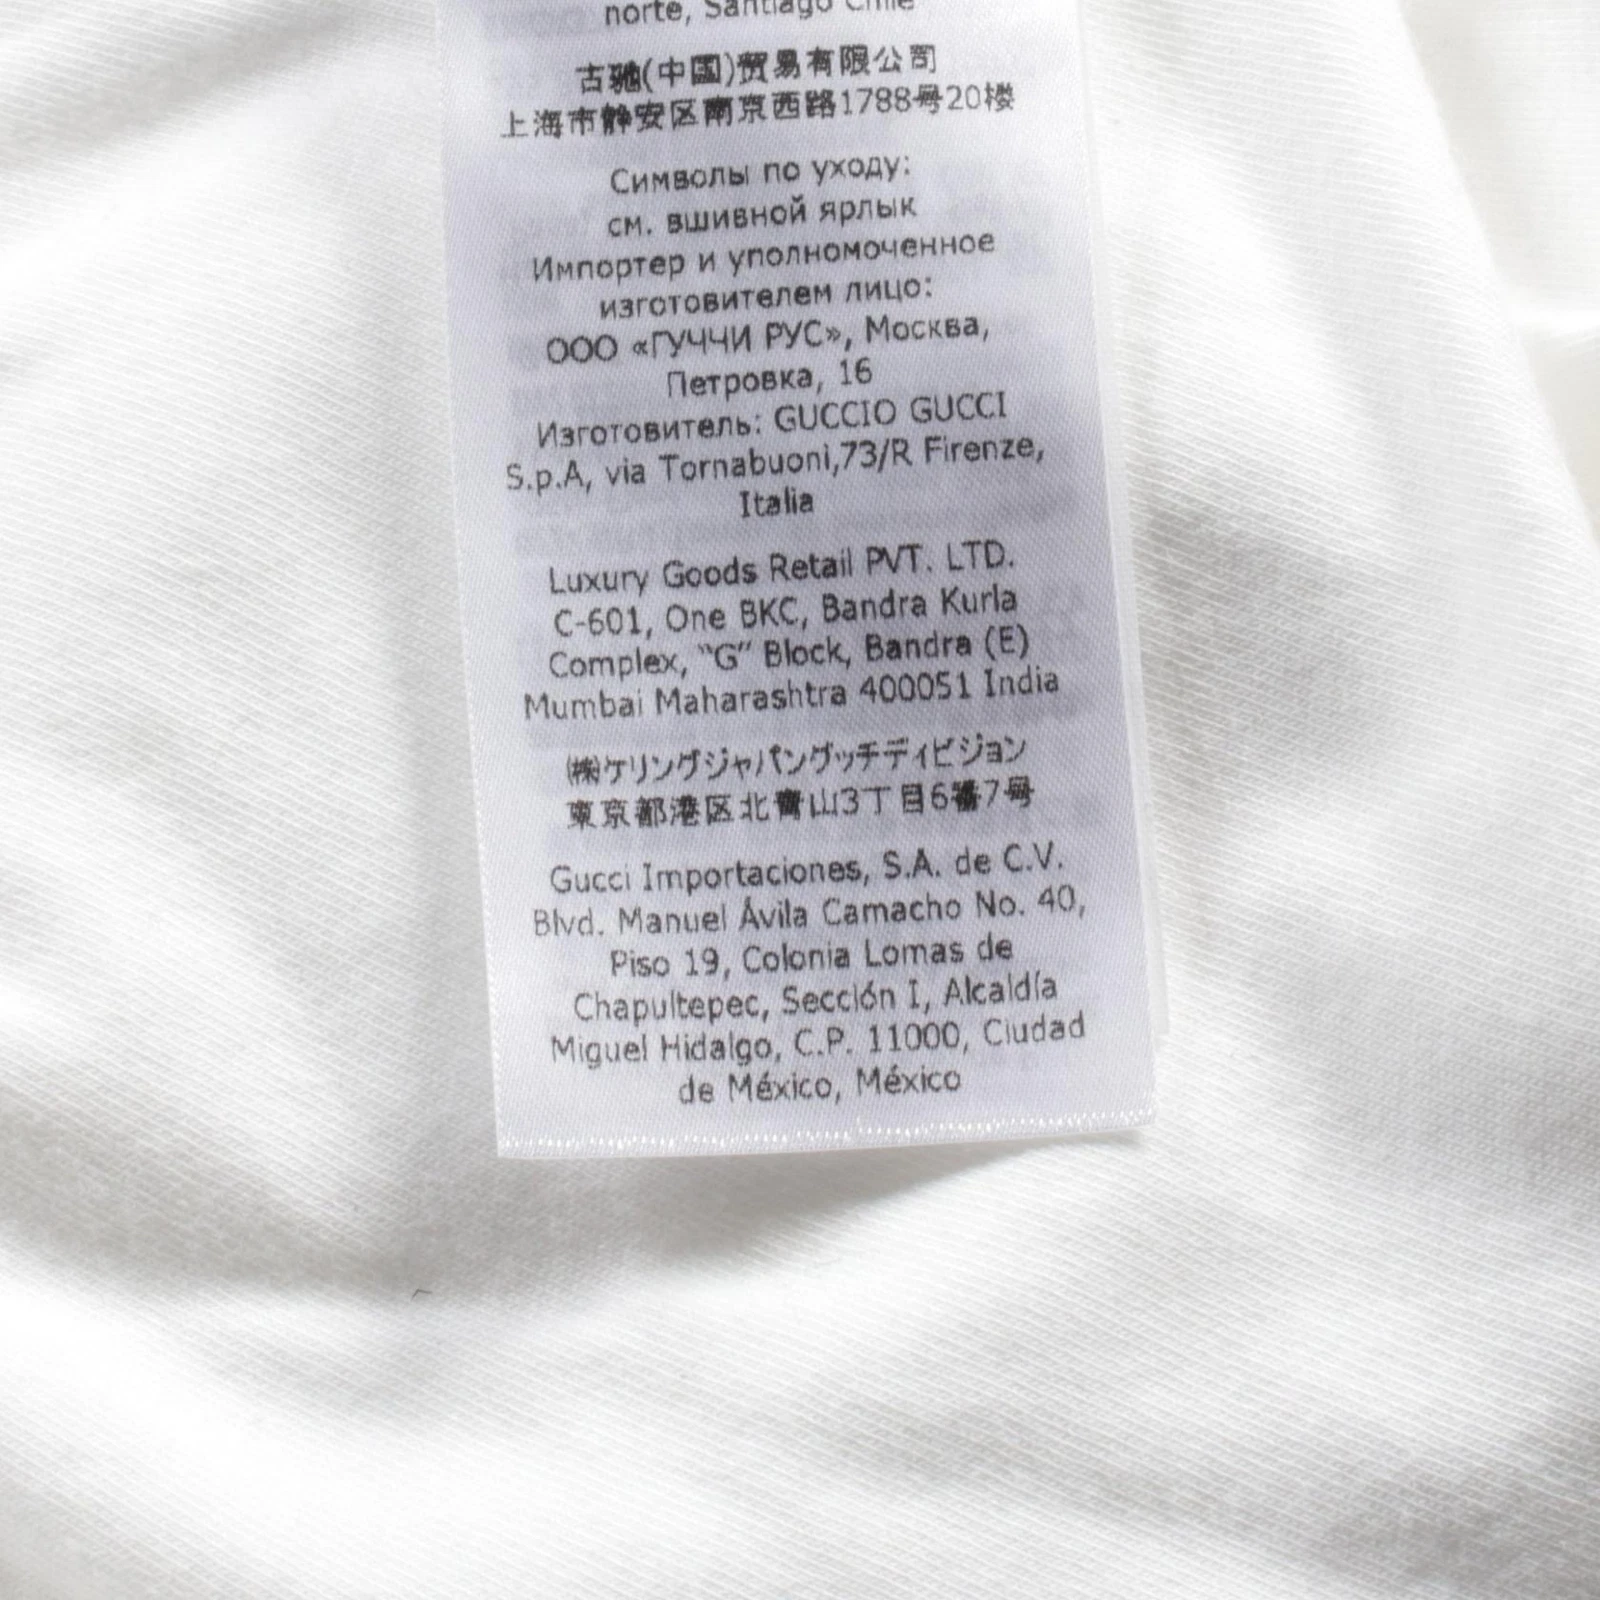 norte, Santiago Chile
古驰(中國)贸易有限公司
上海市静安区南京西路1788号20楼
Символы по уходу:
см. вшивной ярлык
Импортер и уполномоченное
изготовителем лицо:
ООО «ГУЧЧИ РУС», Москва,
Петровка, 16
Изготовитель: GUCCIO GUCCI
S.p.A, via Tornabuoni,73/R Firenze,
Italia
Luxury Goods Retail PVT. LTD.
C-601, One BKC, Bandra Kurla
Complex, “G” Block, Bandra (E)
Mumbai Maharashtra 400051 India
㈱ケリングジャパングッチディビジョン
東京都港区北青山3丁目6番7号
Gucci Importaciones, S.A. de C.V.
Blvd. Manuel Ávila Camacho No. 40,
Piso 19, Colonia Lomas de
Chapultepec, Sección I, Alcaldía
Miguel Hidalgo, C.P. 11000, Ciudad
de México, México